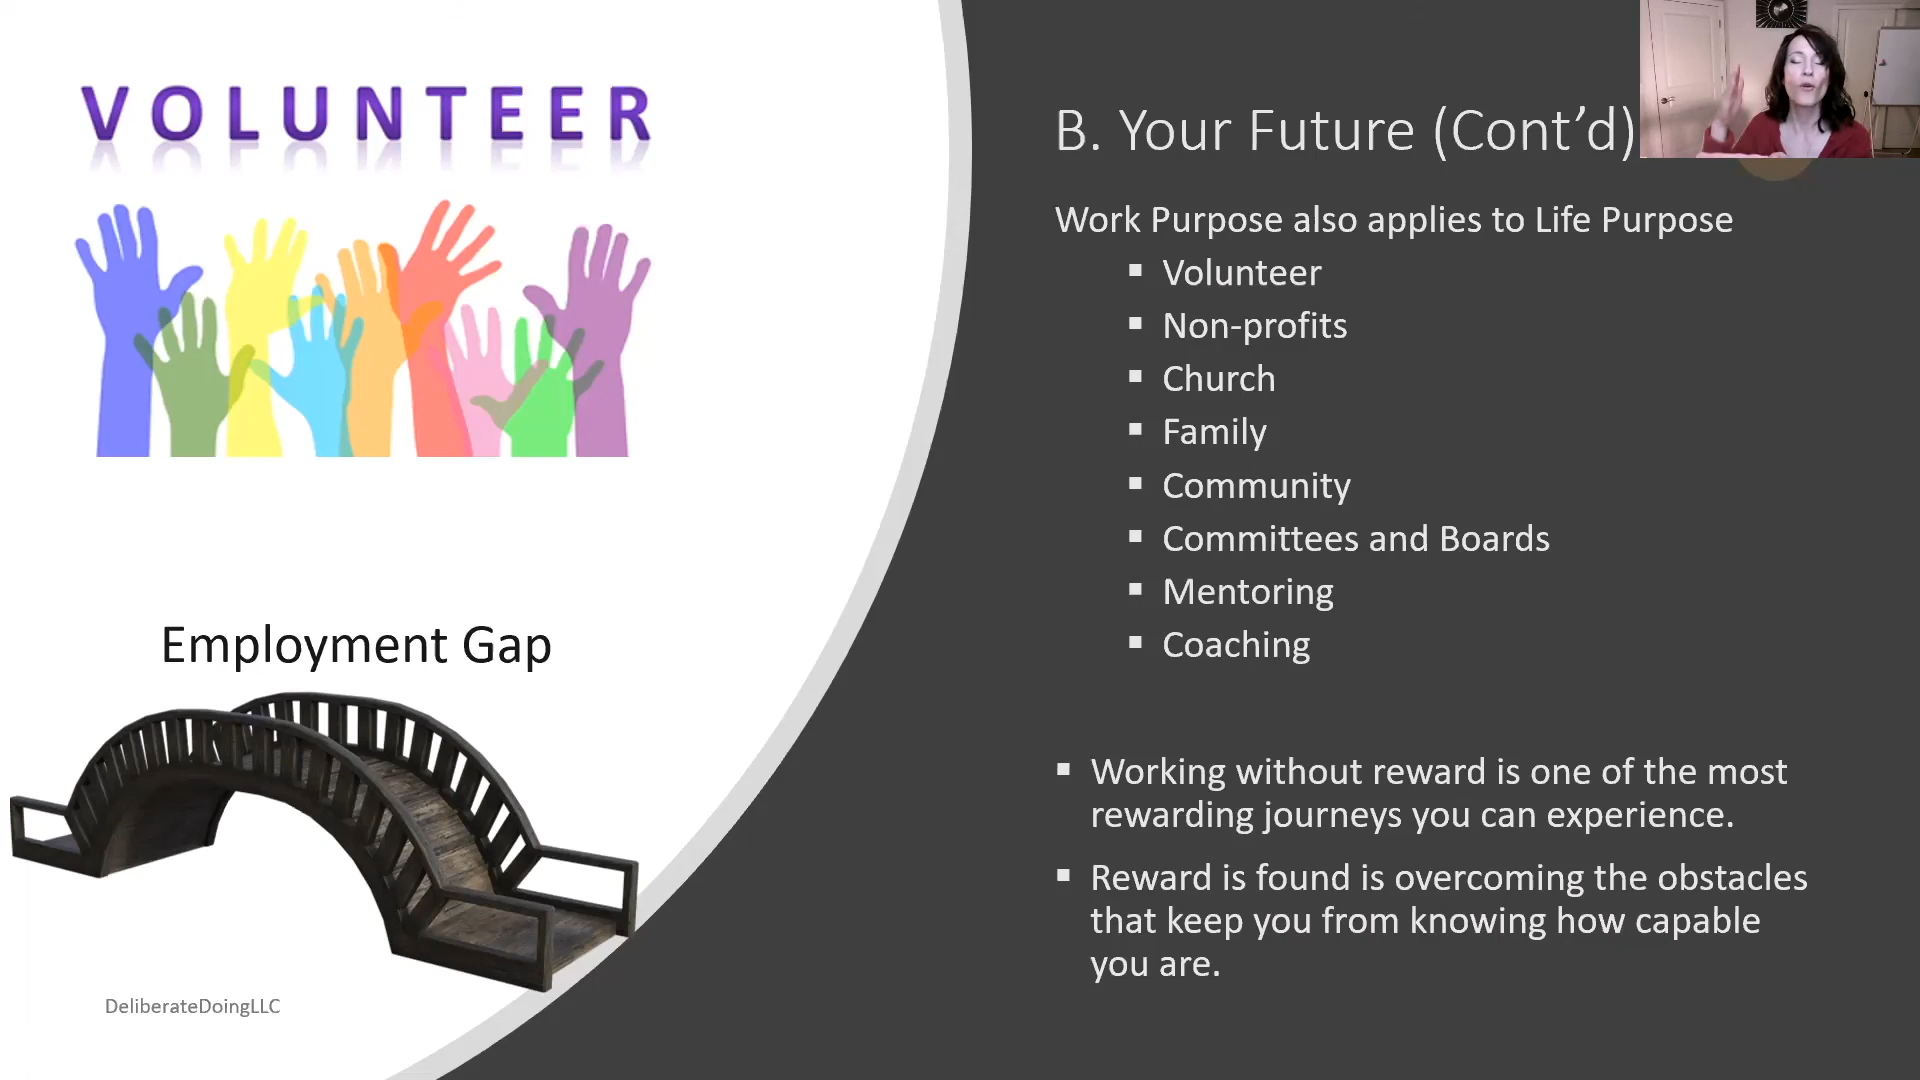 VOLUNTEER
Employment Gap
DeliberateDoingLLC
B. Your Future (Cont’d)
Work Purpose also applies to Life Purpose
▪ Volunteer
▪ Non-profits
▪ Church
▪ Family
▪ Community
▪ Committees and Boards
▪ Mentoring
▪ Coaching
▪ Working without reward is one of the most
rewarding journeys you can experience.
▪ Reward is found is overcoming the obstacles
that keep you from knowing how capable
you are.